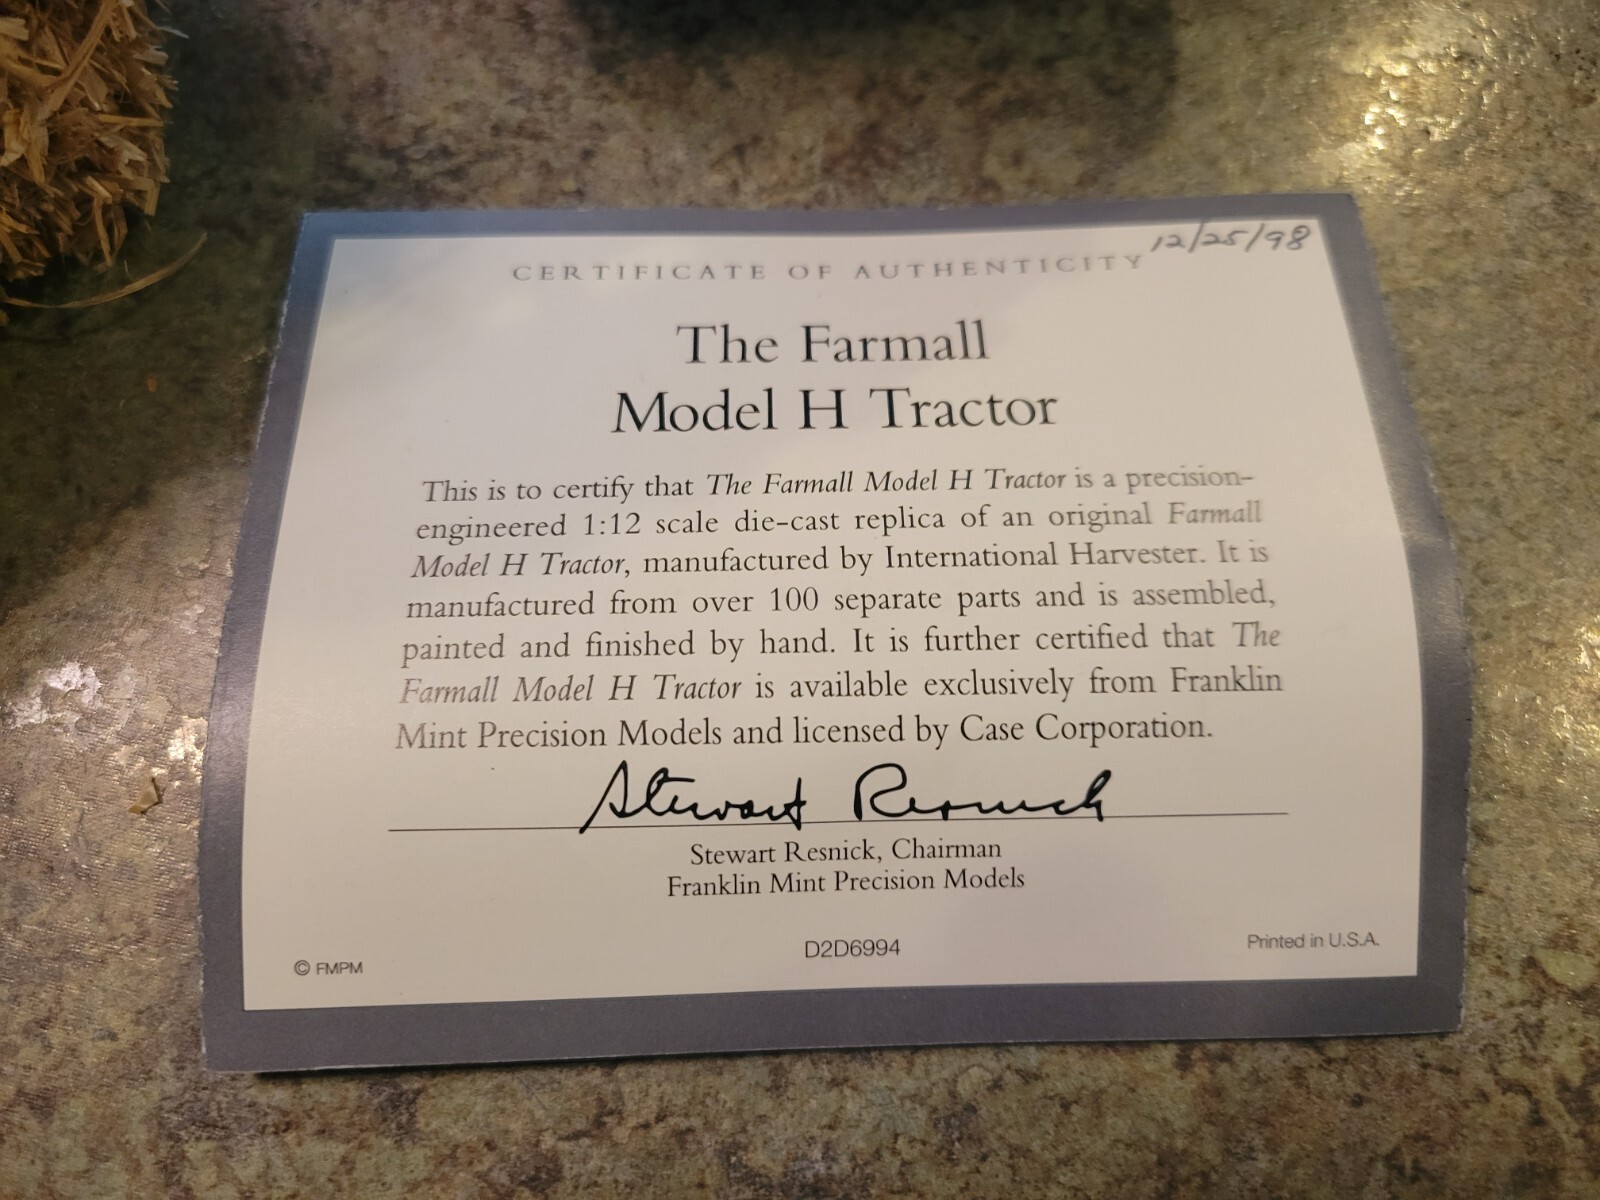 12/25/98
CERTIFICATE OF AUTHENTICITY
The Farmall
Model H Tractor
This is to certify that The Farmall Model H Tractor is a precision-
engineered 1:12 scale die-cast replica of an original Farmall
Model H Tractor, manufactured by International Harvester. It is
manufactured from over 100 separate parts and is assembled,
painted and finished by hand. It is further certified that The
Farmall Model H Tractor is available exclusively from Franklin
Mint Precision Models and licensed by Case Corporation.
Stewart Resnick
Stewart Resnick, Chairman
Franklin Mint Precision Models
D2D6994
© FMPM
Printed in U.S.A.